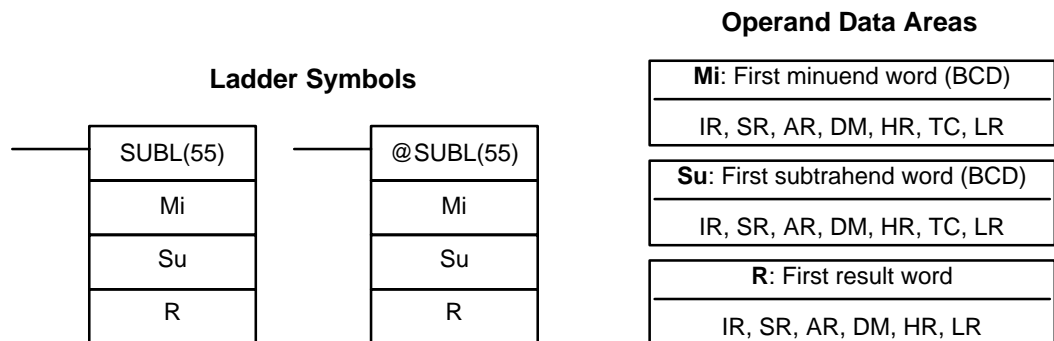 Ladder Symbols
SUBL(55)
Mi
Su
R
@SUBL(55)
Mi
Su
R
Operand Data Areas
Mi: First minuend word (BCD)
IR, SR, AR, DM, HR, TC, LR
Su: First subtrahend word (BCD)
IR, SR, AR, DM, HR, TC, LR
R: First result word
IR, SR, AR, DM, HR, LR